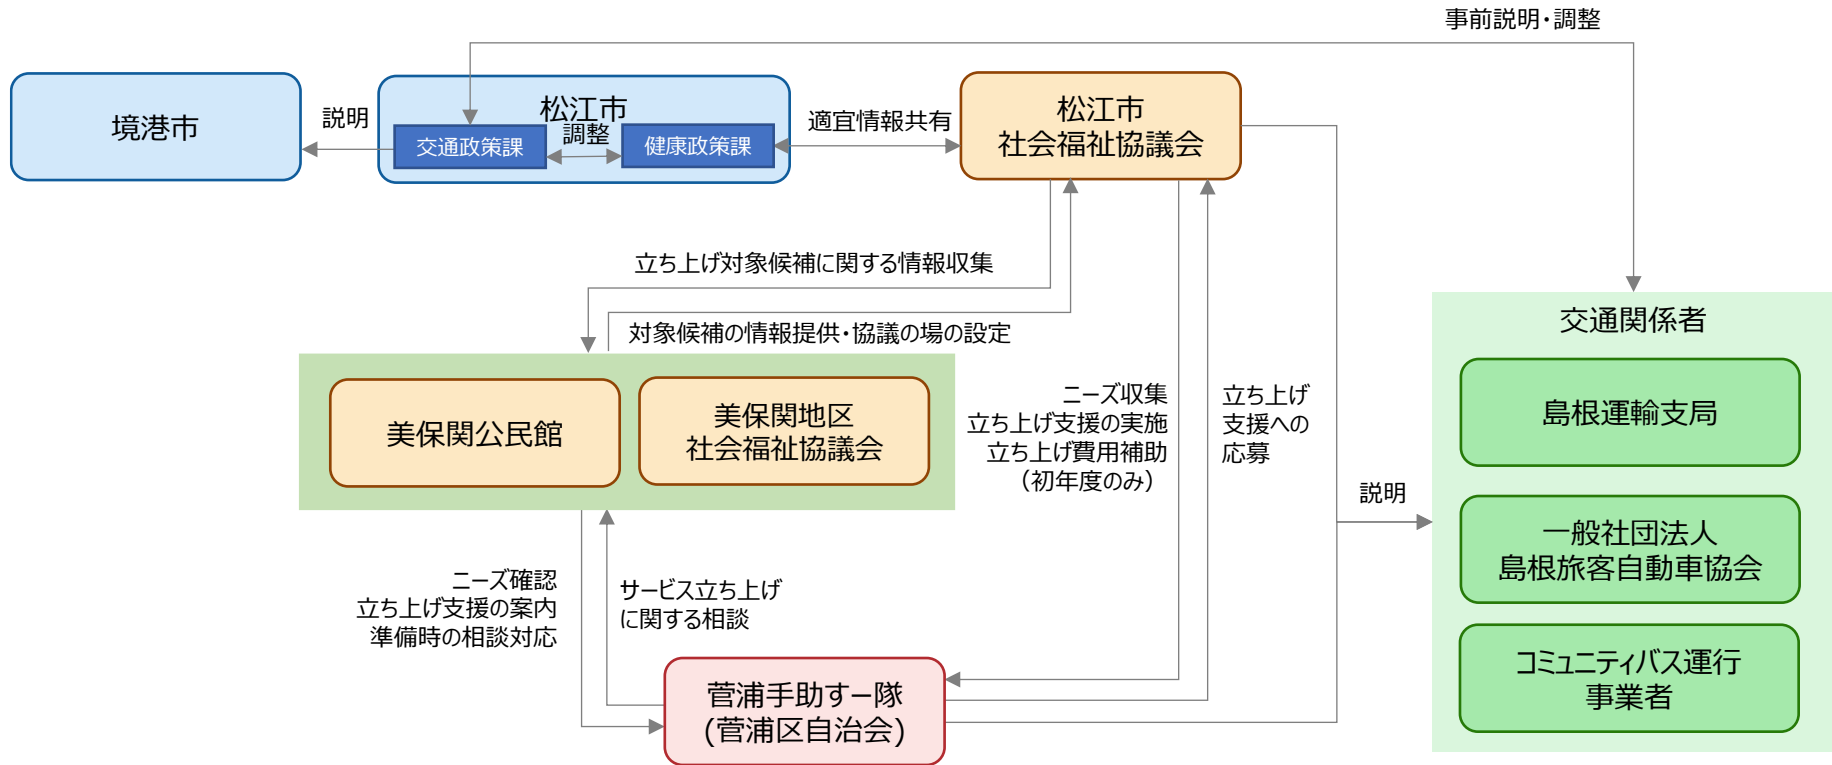 事前説明・調整
境港市
説明
松江市
交通政策課
調整
健康政策課
適宜情報共有
松江市
社会福祉協議会
立ち上げ対象候補に関する情報収集
対象候補の情報提供・協議の場の設定
美保関公民館
美保関地区
社会福祉協議会
ニーズ収集
立ち上げ支援の実施
立ち上げ費用補助
（初年度のみ）
立ち上げ
支援への
応募
説明
交通関係者
島根運輸支局
一般社団法人
島根旅客自動車協会
コミュニティバス運行
事業者
ニーズ確認
立ち上げ支援の案内
準備時の相談対応
サービス立ち上げ
に関する相談
菅浦手助すー隊
(菅浦区自治会)